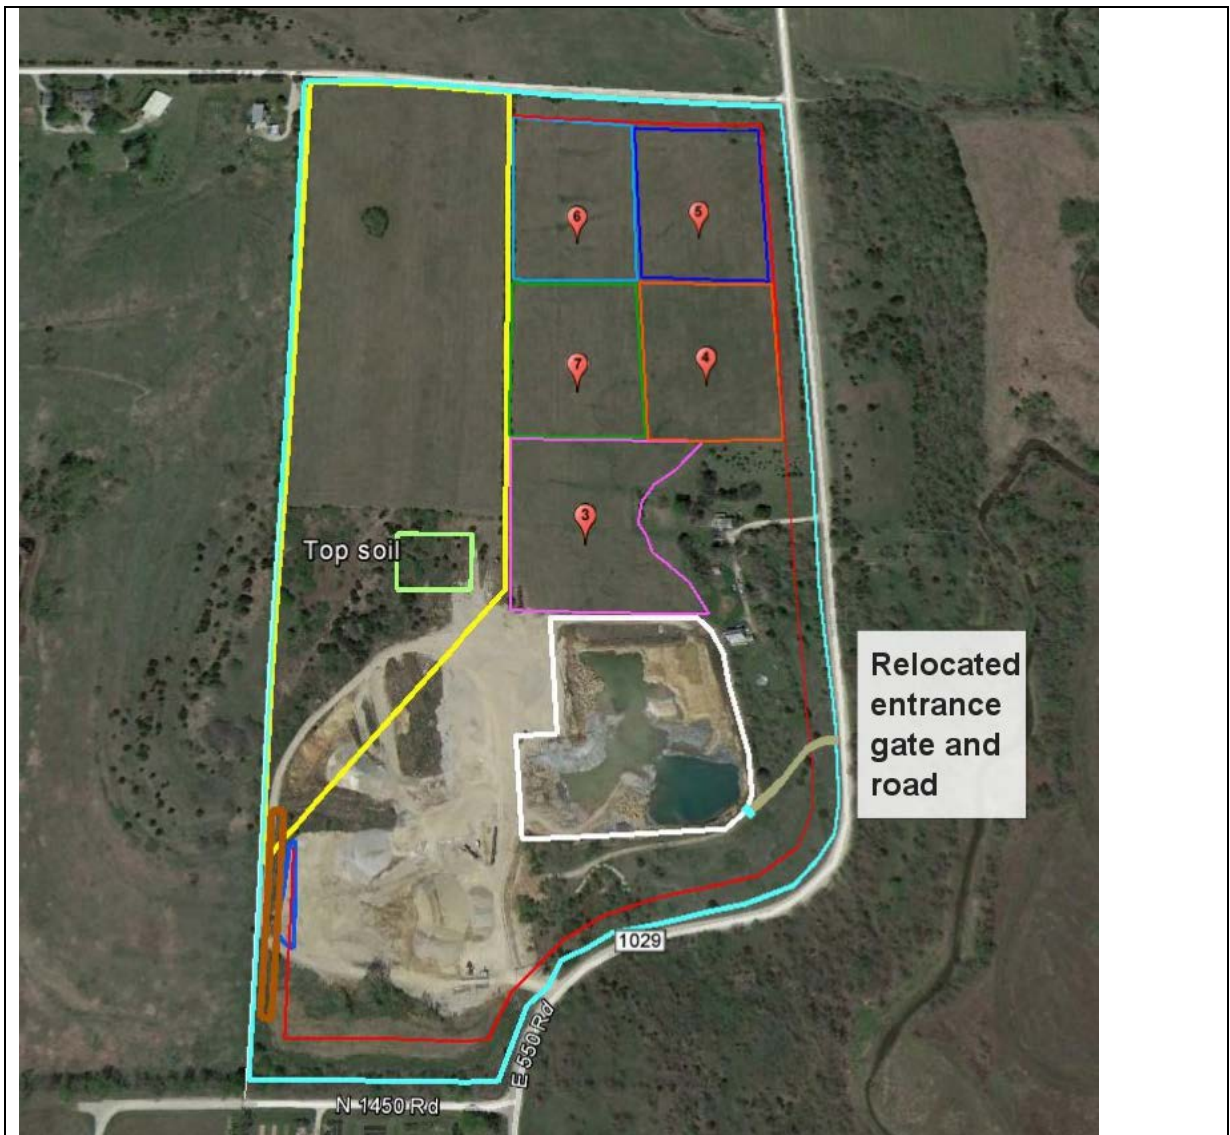 6
5
7
4
3
Top soil
Relocated
entrance
gate and
road
1029
E 550 Rd
N 1450 Rd